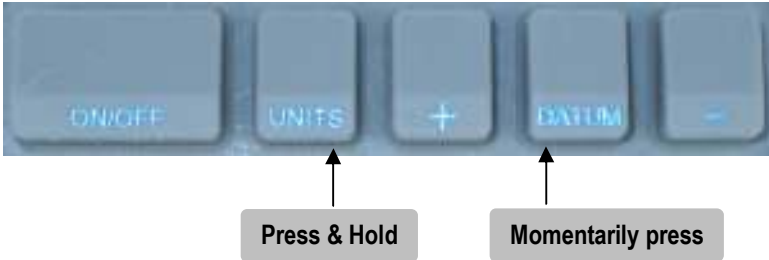 ON/OFF UNITS + DATUM -
Press & Hold Momentarily press